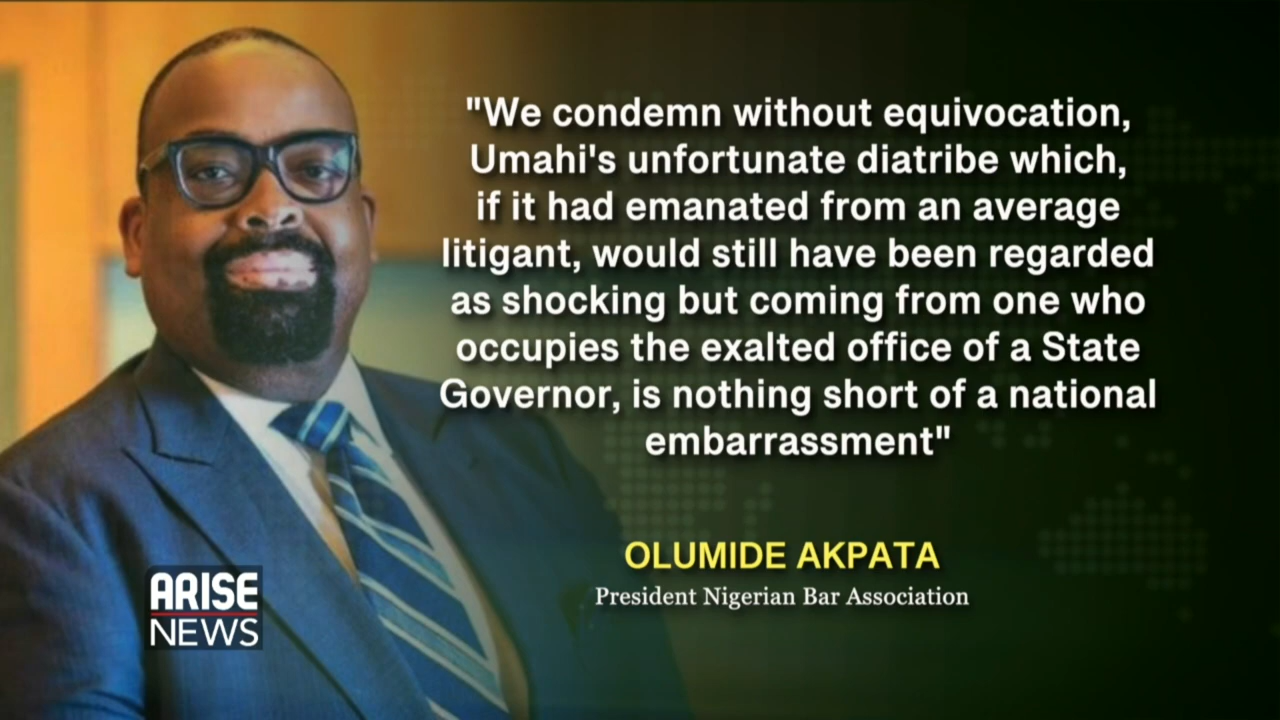 "We condemn without equivocation,
Umahi's unfortunate diatribe which,
if it had emanated from an average
litigant, would still have been regarded
as shocking but coming from one who
occupies the exalted office of a State
Governor, is nothing short of a national
embarrassment"
OLUMIDE AKPATA
President Nigerian Bar Association
ARISE
NEWS